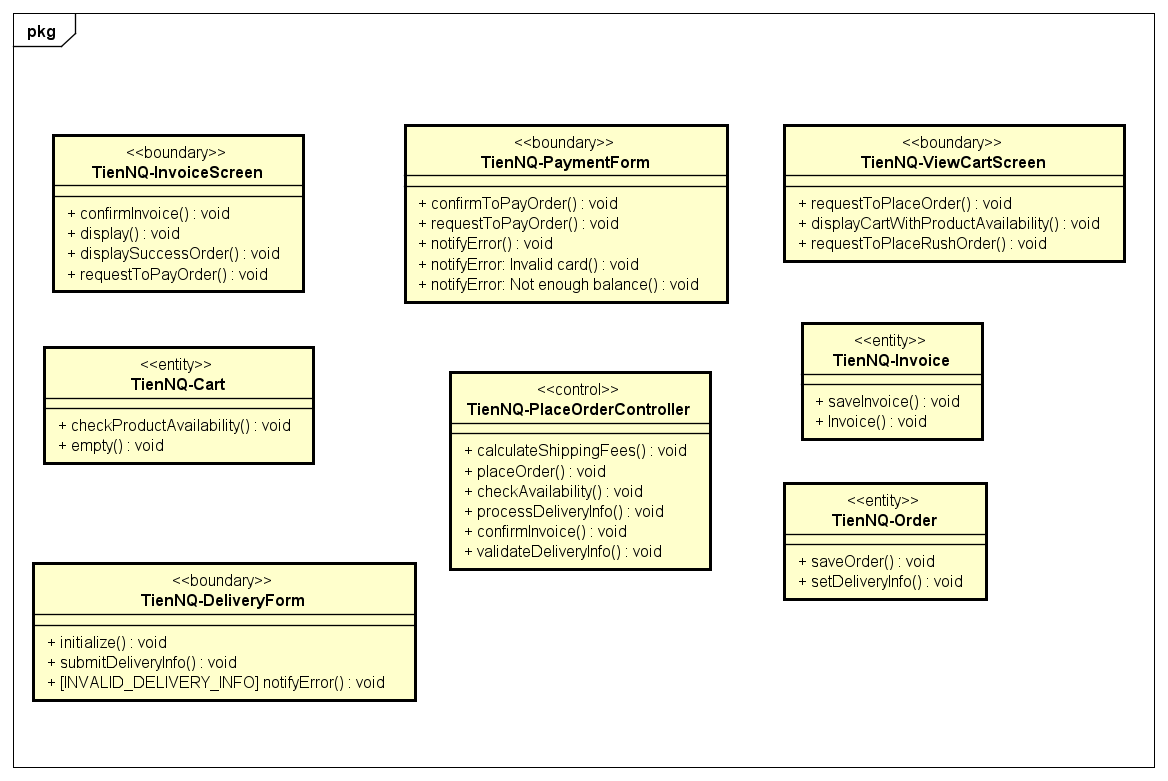 pkg
<<boundary>>
TienNQ-InvoiceScreen
+ confirmInvoice() : void
+ display() : void
+ displaySuccessOrder() : void
+ requestToPayOrder() : void
<<boundary>>
TienNQ-PaymentForm
+ confirmToPayOrder() : void
+ requestToPayOrder() : void
+ notifyError() : void
+ notifyError: Invalid card() : void
+ notifyError: Not enough balance() : void
<<boundary>>
TienNQ-ViewCartScreen
+ requestToPlaceOrder() : void
+ displayCartWithProductAvailability() : void
+ requestToPlaceRushOrder() : void
<<entity>>
TienNQ-Cart
+ checkProductAvailability() : void
+ empty() : void
<<control>>
TienNQ-PlaceOrderController
+ calculateShippingFees() : void
+ placeOrder() : void
+ checkAvailability() : void
+ processDeliveryInfo() : void
+ confirmInvoice() : void
+ validateDeliveryInfo() : void
<<entity>>
TienNQ-Invoice
+ saveInvoice() : void
+ Invoice() : void
<<entity>>
TienNQ-Order
+ saveOrder() : void
+ setDeliveryInfo() : void
<<boundary>>
TienNQ-DeliveryForm
+ initialize() : void
+ submitDeliveryInfo() : void
+ [INVALID_DELIVERY_INFO] notifyError() : void